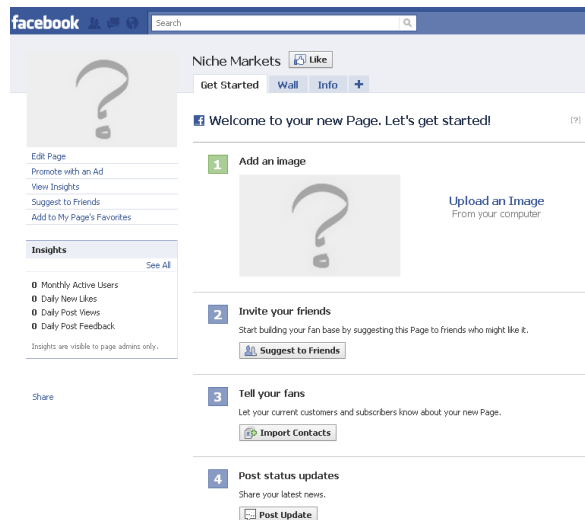 facebook
Search
Niche Markets
Like
Get Started Wall Info +
Welcome to your new Page. Let's get started!
[?]
Edit Page
Promote with an Ad
View Insights
Suggest to Friends
Add to My Page's Favorites
Insights
See All
0 Monthly Active Users
0 Daily New Likes
0 Daily Post Views
0 Daily Post Feedback
Insights are visible to page admins only.
Share
1 Add an image
Upload an Image
From your computer
2 Invite your friends
Start building your fan base by suggesting this Page to friends who might like it.
Suggest to Friends
3 Tell your fans
Let your current customers and subscribers know about your new Page.
Import Contacts
4 Post status updates
Share your latest news.
Post Update